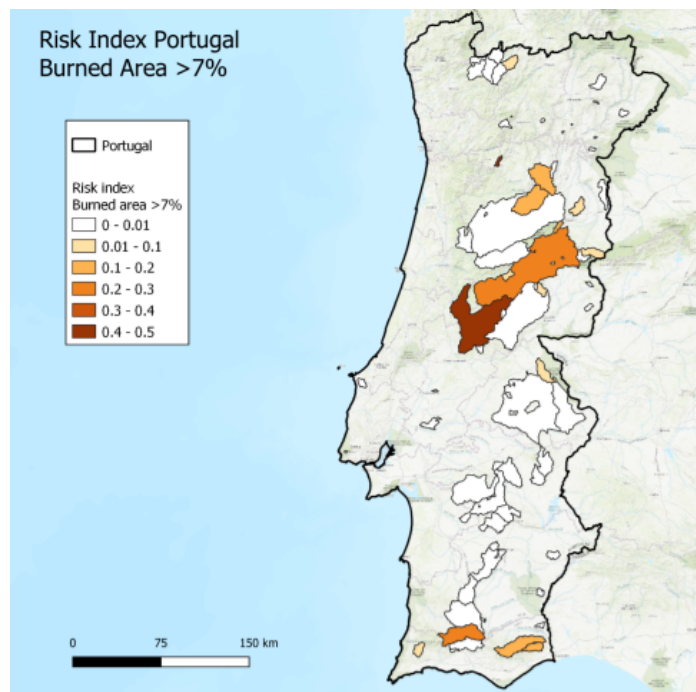 Risk Index Portugal
Burned Area >7%
Portugal
Risk index
Burned area >7%
0 - 0.01
0.01 - 0.1
0.1 - 0.2
0.2 - 0.3
0.3 - 0.4
0.4 - 0.5
0 75 150 km